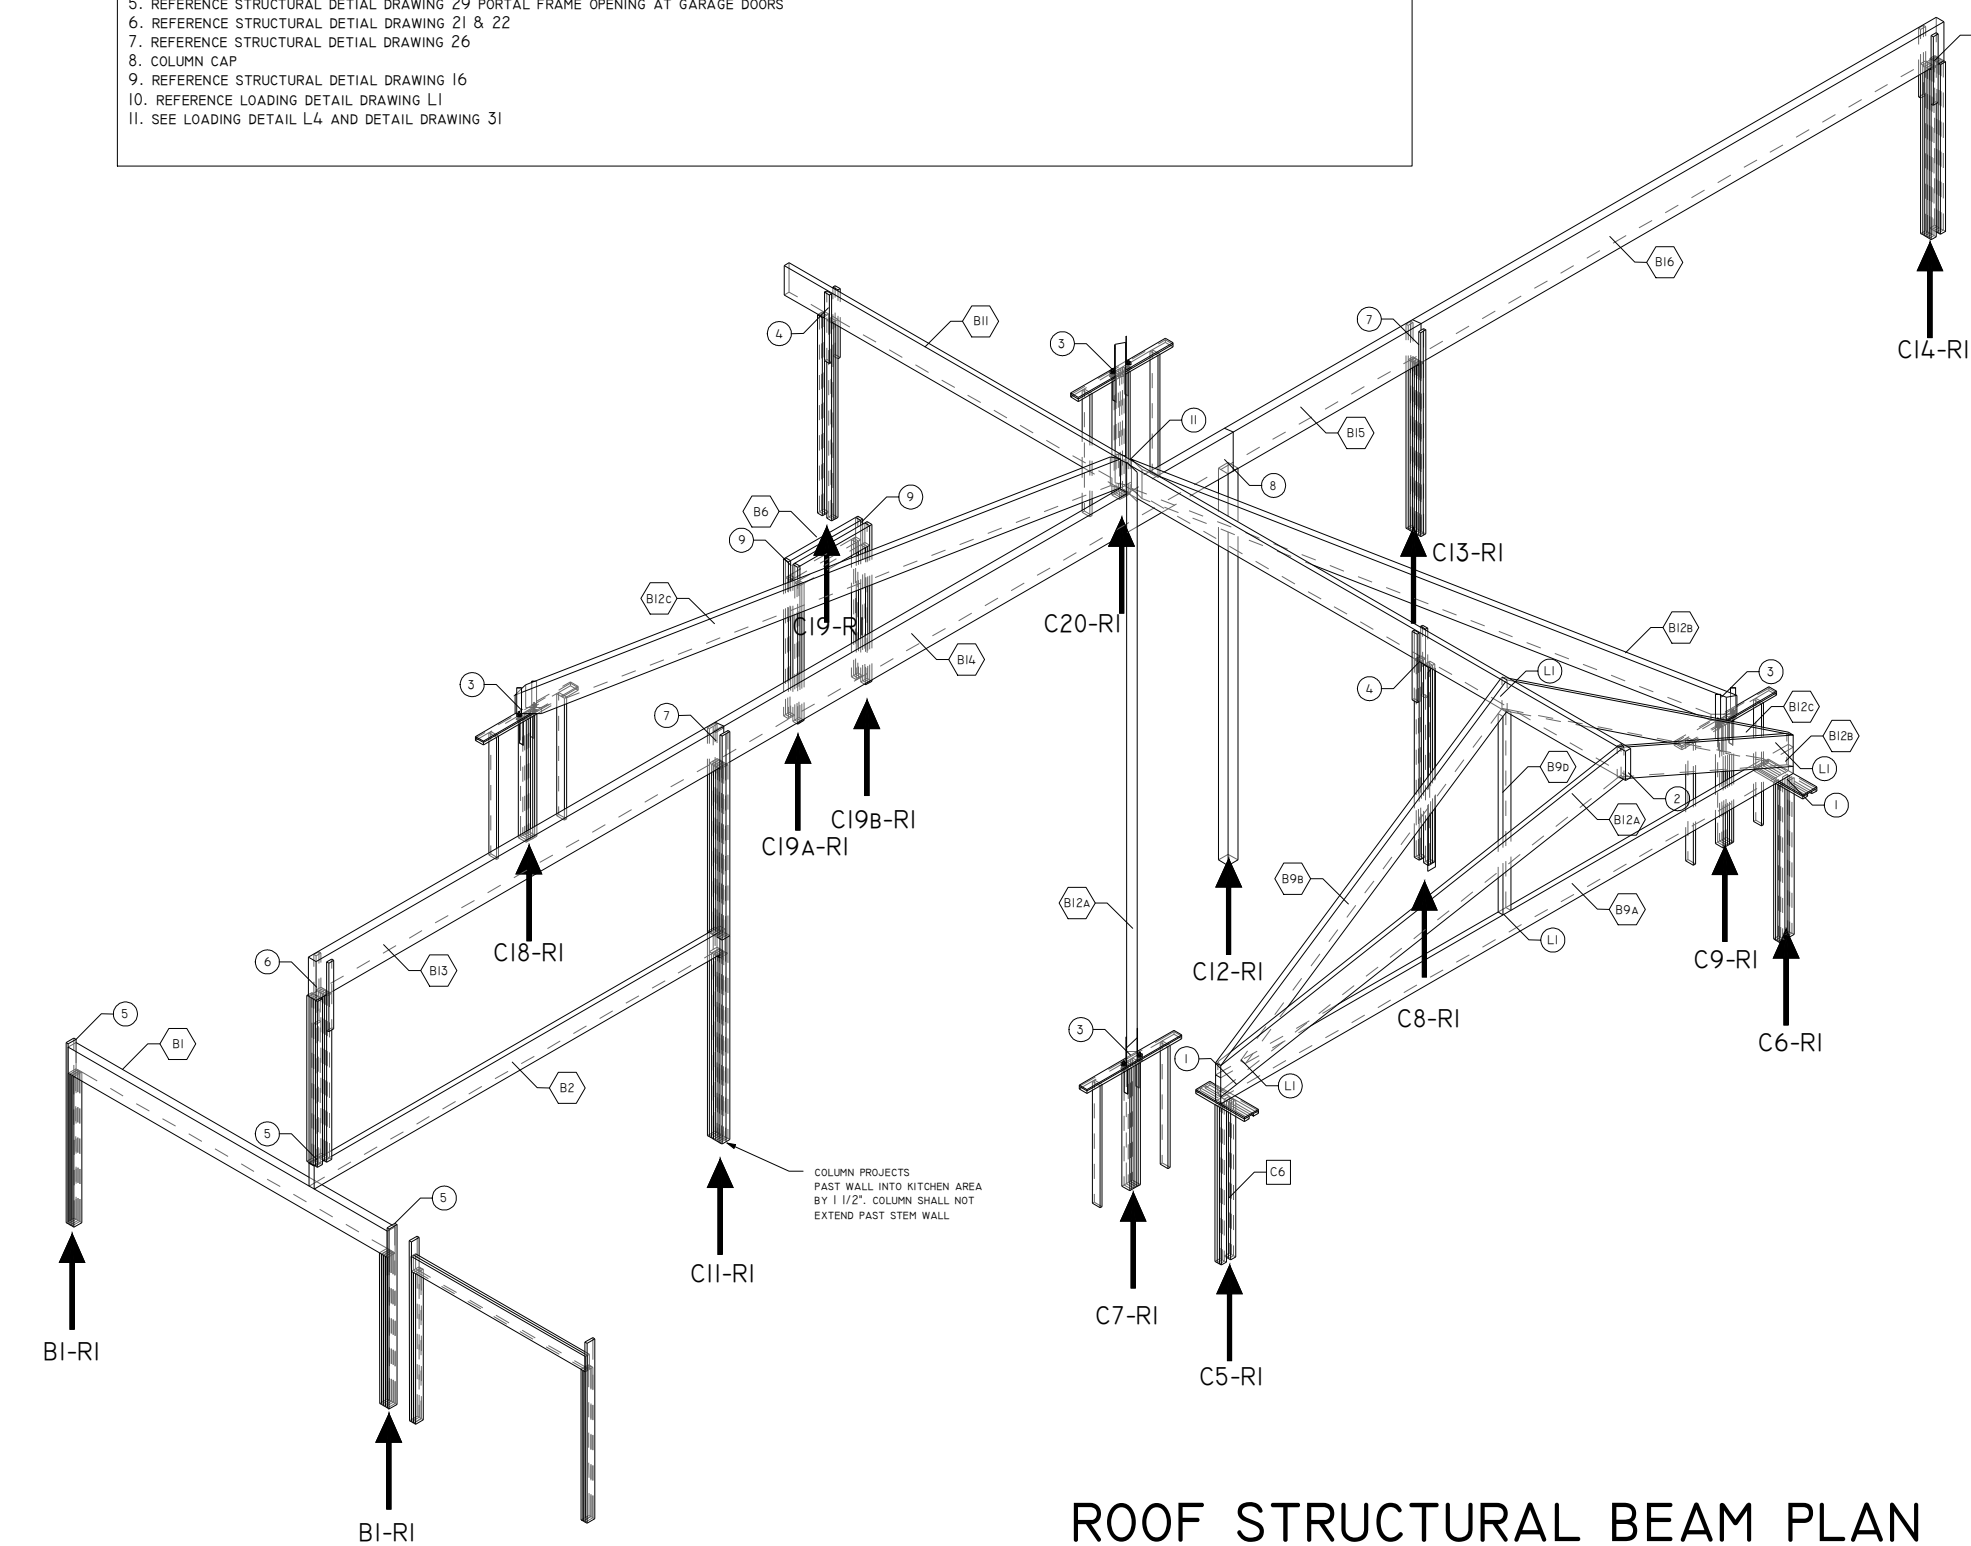 5. REFERENCE STRUCTURAL DETIAL DRAWING 29 PORTAL FRAME OPENING AT GARAGE DOORS
6. REFERENCE STRUCTURAL DETIAL DRAWING 21 & 22
7. REFERENCE STRUCTURAL DETIAL DRAWING 26
8. COLUMN CAP
9. REFERENCE STRUCTURAL DETIAL DRAWING 16
10. REFERENCE LOADING DETAIL DRAWING L1
11. SEE LOADING DETAIL L4 AND DETAIL DRAWING 31
B16
C14-R1
4
B11
3
7
11
B15
8
B6
9
9
C13-R1
B12C
C19-R1
C20-R1
B12B
B14
3
4
L1
3
7
B12C
B12B
L1
B9D
2
1
B12A
C19B-R1
C19A-R1
B9B
B12A
B9A
L1
C18-R1
6
B13
C12-R1
C9-R1
C8-R1
5
B1
3
1
C6-R1
B2
L1
5
COLUMN PROJECTS
PAST WALL INTO KITCHEN AREA
BY 1 1/2". COLUMN SHALL NOT
EXTEND PAST STEM WALL
C6
5
C11-R1
C7-R1
B1-R1
C5-R1
B1-R1
ROOF STRUCTURAL BEAM PLAN